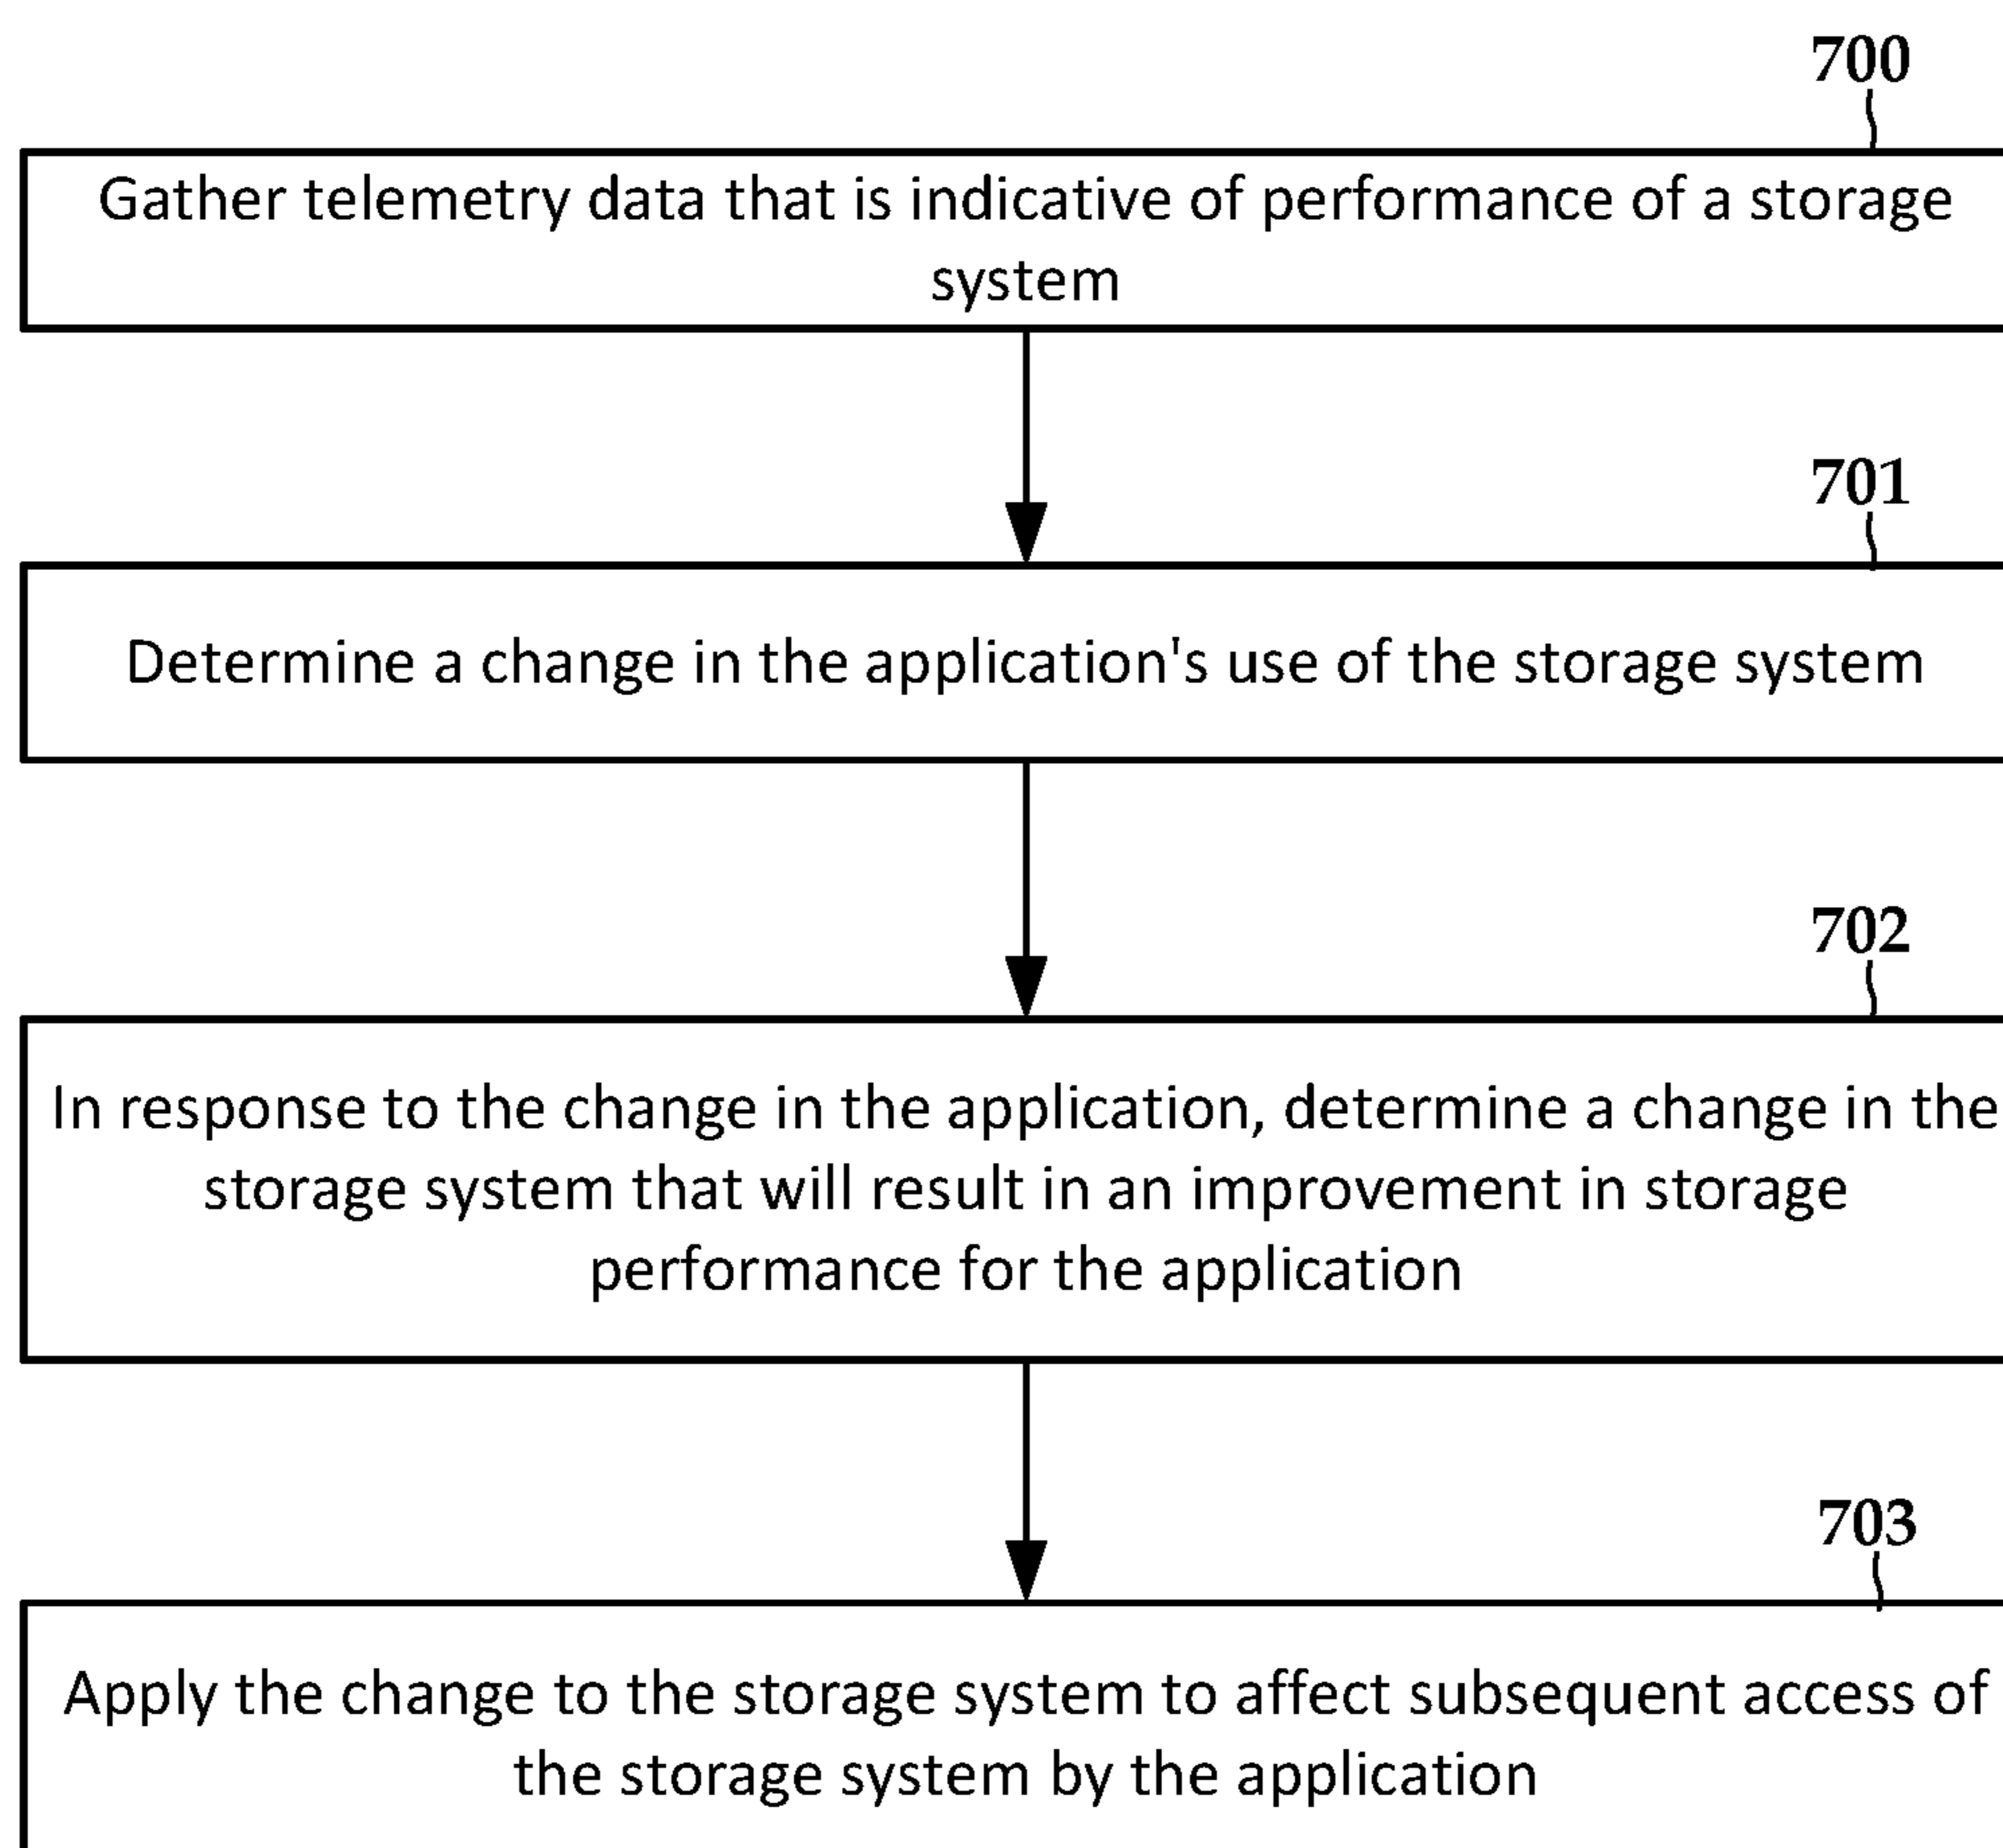 700
Gather telemetry data that is indicative of performance of a storage
system
701
Determine a change in the application's use of the storage system
702
In response to the change in the application, determine a change in the
storage system that will result in an improvement in storage
performance for the application
703
Apply the change to the storage system to affect subsequent access of
the storage system by the application